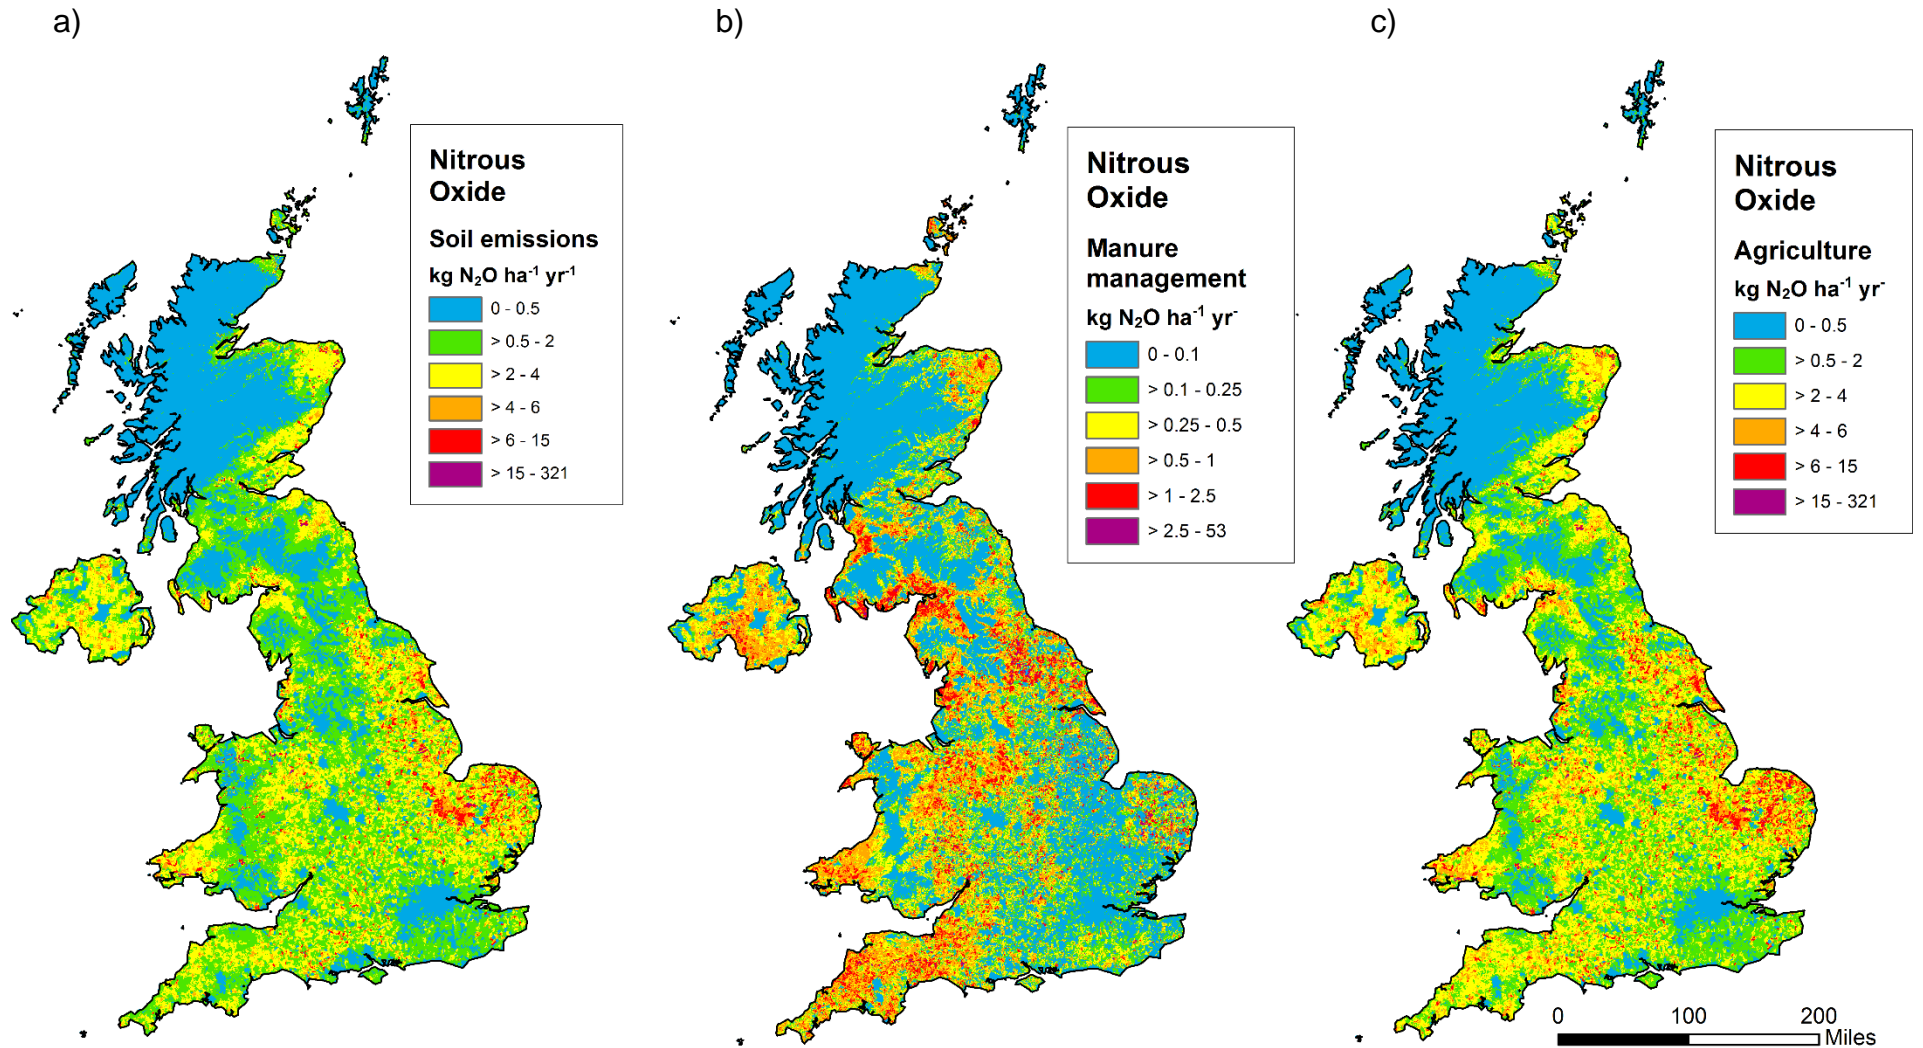 a)
b)
c)
Nitrous
Oxide
Soil emissions
kg N₂O ha⁻¹ yr⁻¹
0 - 0.5
> 0.5 - 2
> 2 - 4
> 4 - 6
> 6 - 15
> 15 - 321
Nitrous
Oxide
Manure
management
kg N₂O ha⁻¹ yr⁻
0 - 0.1
> 0.1 - 0.25
> 0.25 - 0.5
> 0.5 - 1
> 1 - 2.5
> 2.5 - 53
Nitrous
Oxide
Agriculture
kg N₂O ha⁻¹ yr⁻
0 - 0.5
> 0.5 - 2
> 2 - 4
> 4 - 6
> 6 - 15
> 15 - 321
0 100 200
Miles